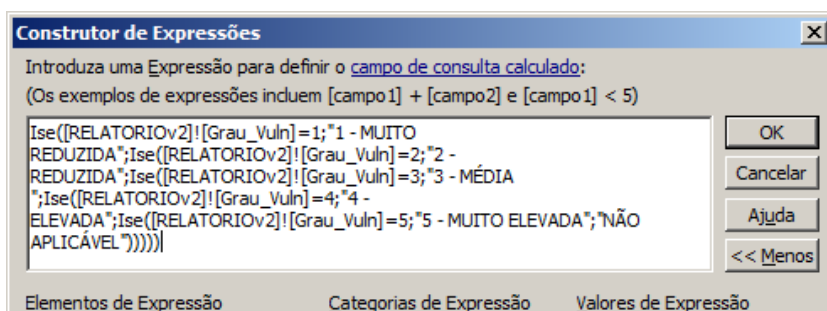 Construtor de Expressões
Introduza uma Expressão para definir o campo de consulta calculado:
(Os exemplos de expressões incluem [campo1] + [campo2] e [campo1] < 5)
Ise([RELATORIOv2]![Grau_Vuln]=1;"1 - MUITO
REDUZIDA";Ise([RELATORIOv2]![Grau_Vuln]=2;"2 -
REDUZIDA";Ise([RELATORIOv2]![Grau_Vuln]=3;"3 - MÉDIA
";Ise([RELATORIOv2]![Grau_Vuln]=4;"4 -
ELEVADA";Ise([RELATORIOv2]![Grau_Vuln]=5;"5 - MUITO ELEVADA";"NÃO
APLICÁVEL")))))
OK
Cancelar
Ajuda
<< Menos
Elementos de Expressão Categorias de Expressão Valores de Expressão